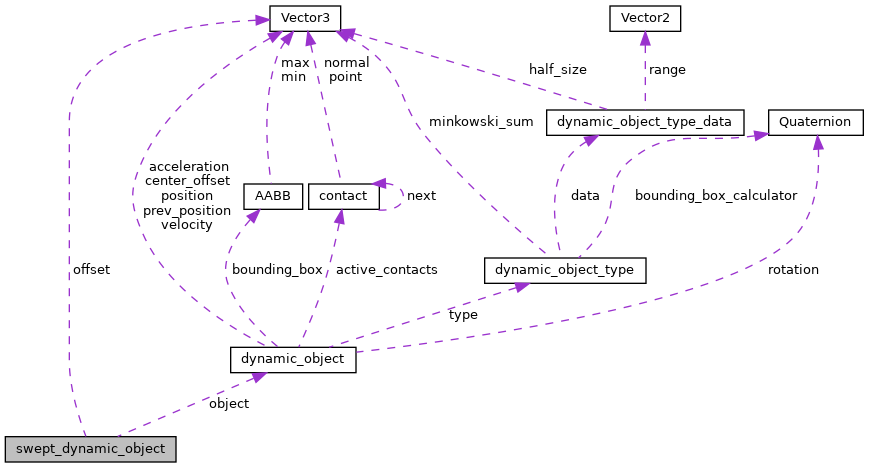 Vector3
Vector2
max
min
normal
point
half_size
range
minkowski_sum
dynamic_object_type_data
Quaternion
acceleration
center_offset
position
prev_position
velocity
AABB
contact
next
data
bounding_box_calculator
offset
bounding_box
active_contacts
dynamic_object_type
rotation
type
dynamic_object
object
swept_dynamic_object